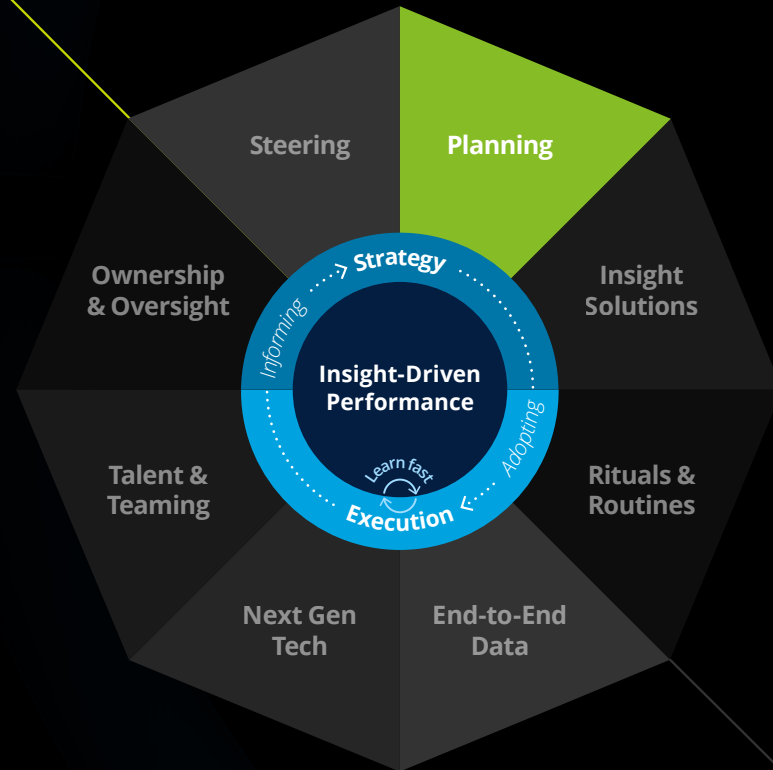 Steering
Planning
Ownership
& Oversight
Insight
Solutions
Strategy
Informing
Insight-Driven
Performance
Adopting
Learn fast
Execution
Talent &
Teaming
Rituals &
Routines
Next Gen
Tech
End-to-End
Data